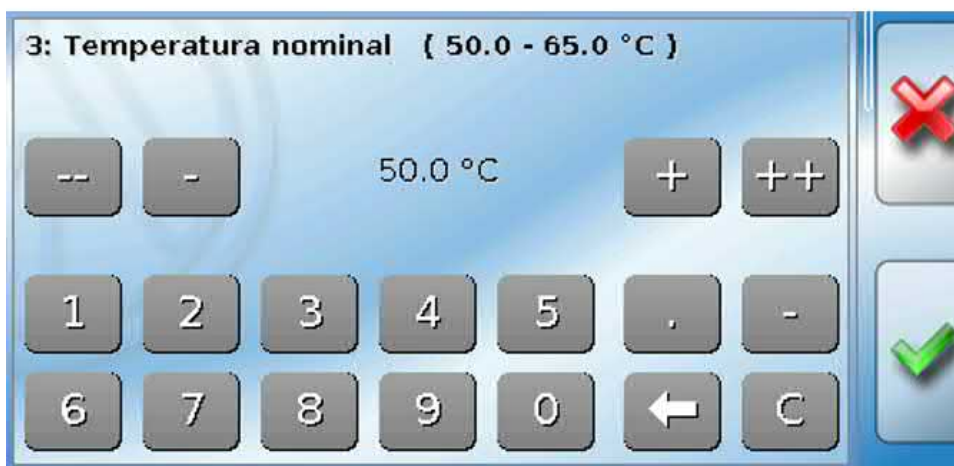 3: Temperatura nominal ( 50.0 - 65.0 °C )
-- - 50.0 °C + ++
1 2 3 4 5 . -
6 7 8 9 0 C